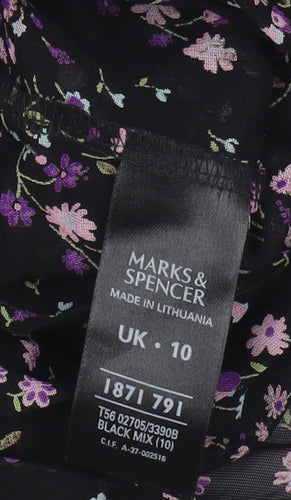 MARKS &
SPENCER
MADE IN LITHUANIA
UK • 10
1871 791
T56 02705/3390B
BLACK MIX (10)
C.I.F. A-37-002516